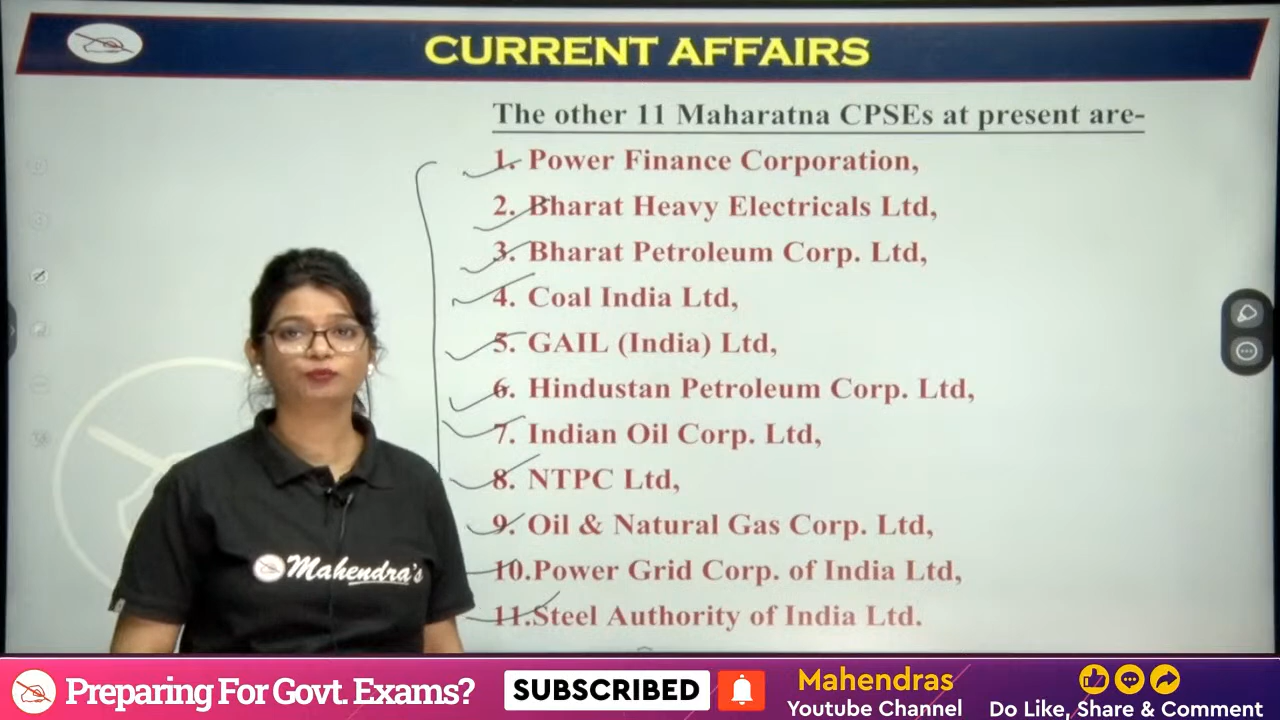 CURRENT AFFAIRS
The other 11 Maharatna CPSEs at present are-
1. Power Finance Corporation,
2. Bharat Heavy Electricals Ltd,
3. Bharat Petroleum Corp. Ltd,
4. Coal India Ltd,
5. GAIL (India) Ltd,
6. Hindustan Petroleum Corp. Ltd,
7. Indian Oil Corp. Ltd,
8. NTPC Ltd,
9. Oil & Natural Gas Corp. Ltd,
10.Power Grid Corp. of India Ltd,
11.Steel Authority of India Ltd.
Mahendra's
Preparing For Govt. Exams?
SUBSCRIBED
Mahendras
Youtube Channel
Do Like, Share & Comment